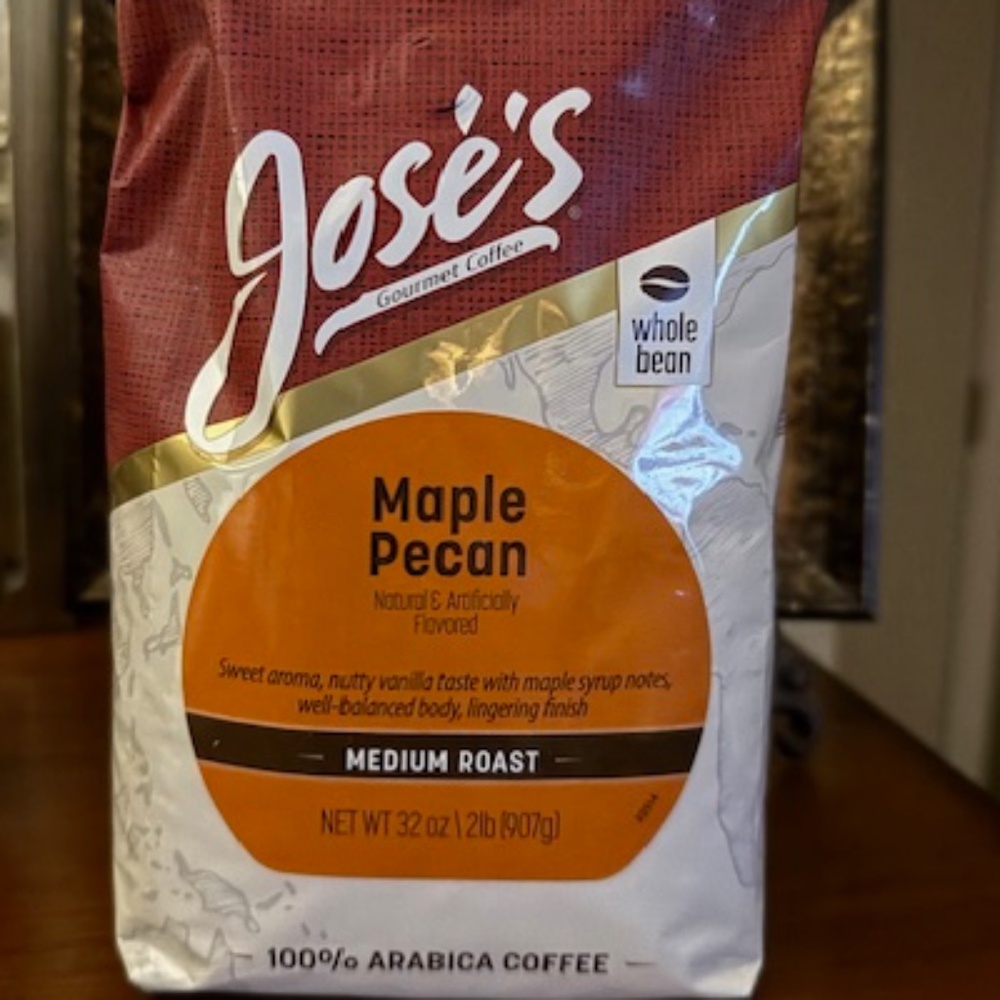 José's
Gourmet Coffee
whole
bean
Maple
Pecan
Natural & Artificially
Flavored
Sweet aroma, nutty vanilla taste with maple syrup notes,
well-balanced body, lingering finish
MEDIUM ROAST
NET WT 32 oz \ 2lb (907g)
100% ARABICA COFFEE